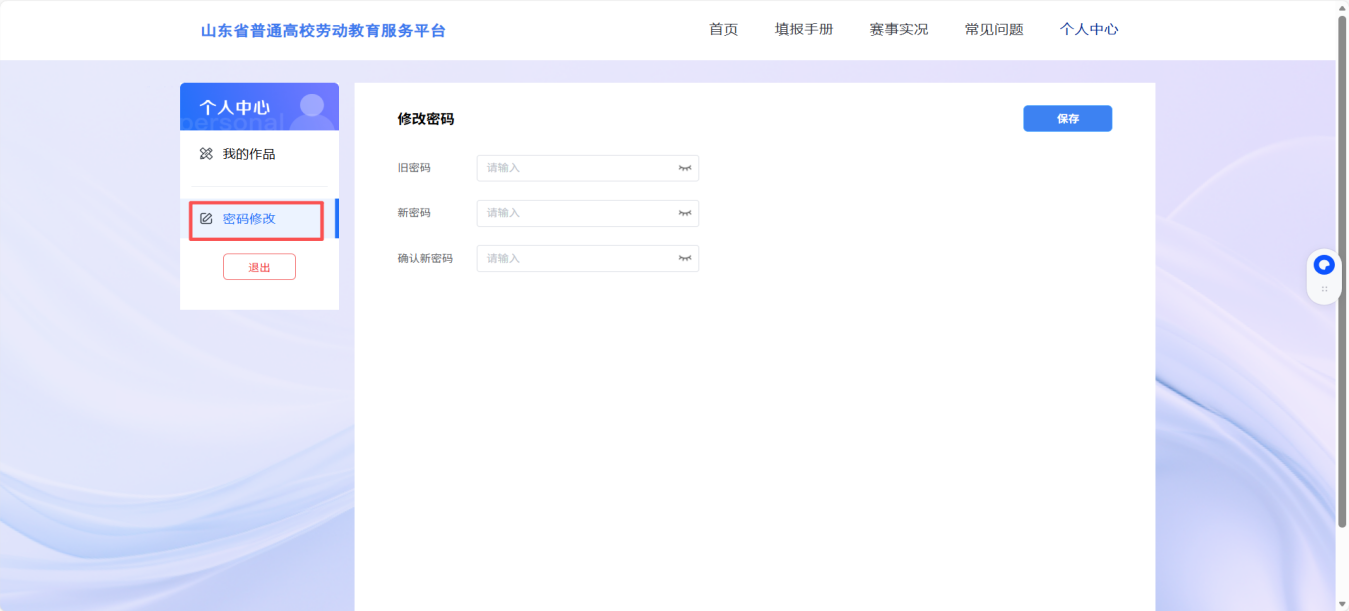 山东省普通高校劳动教育服务平台
首页 填报手册 赛事实况 常见问题 个人中心
个人中心
personal
我的作品
密码修改
退出
修改密码
保存
旧密码 请输入
新密码 请输入
确认新密码 请输入